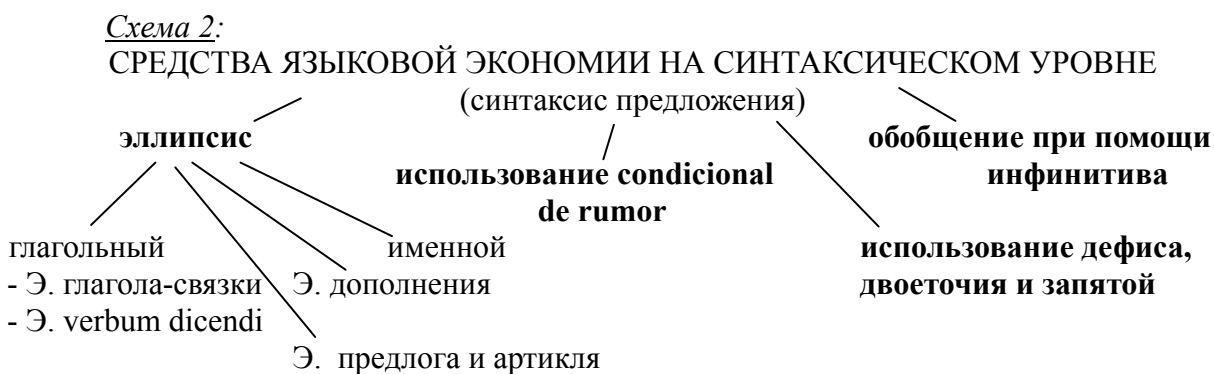 Схема 2:
СРЕДСТВА ЯЗЫКОВОЙ ЭКОНОМИИ НА СИНТАКСИЧЕСКОМ УРОВНЕ
(синтаксис предложения)
эллипсис
использование condicional
de rumor
обобщение при помощи
инфинитива
глагольный
- Э. глагола-связки
- Э. verbum dicendi
именной
Э. дополнения
Э. предлога и артикля
использование дефиса,
двоеточия и запятой